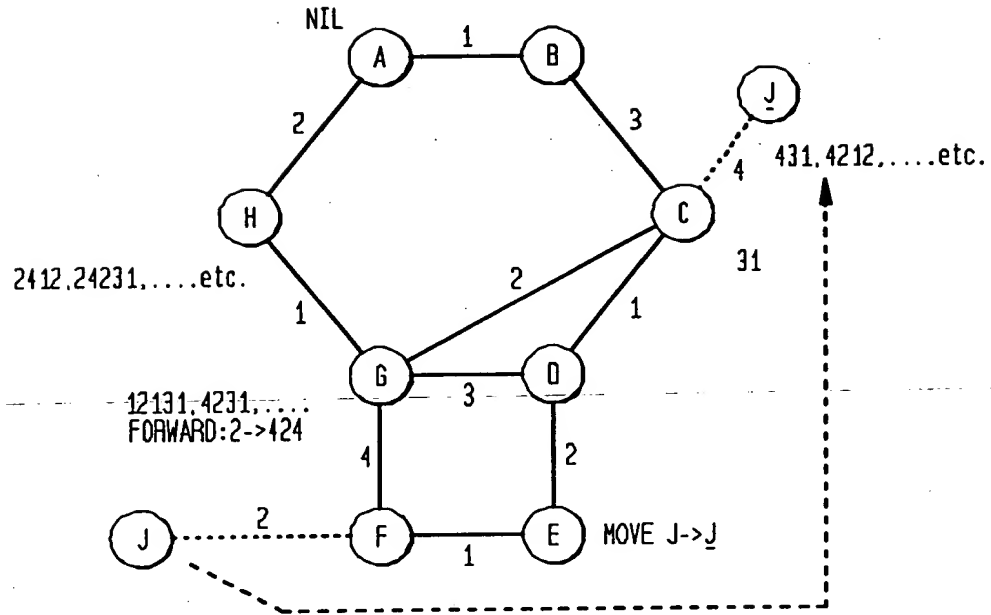 NIL
A
1
B
J
2
3
4
431,4212,.....etc.
H
C
31
2412,24231,....etc.
2
1
1
G
3
D
12131,4231,....
FORWARD:2->424
4
2
J
2
F
1
E
MOVE J->J